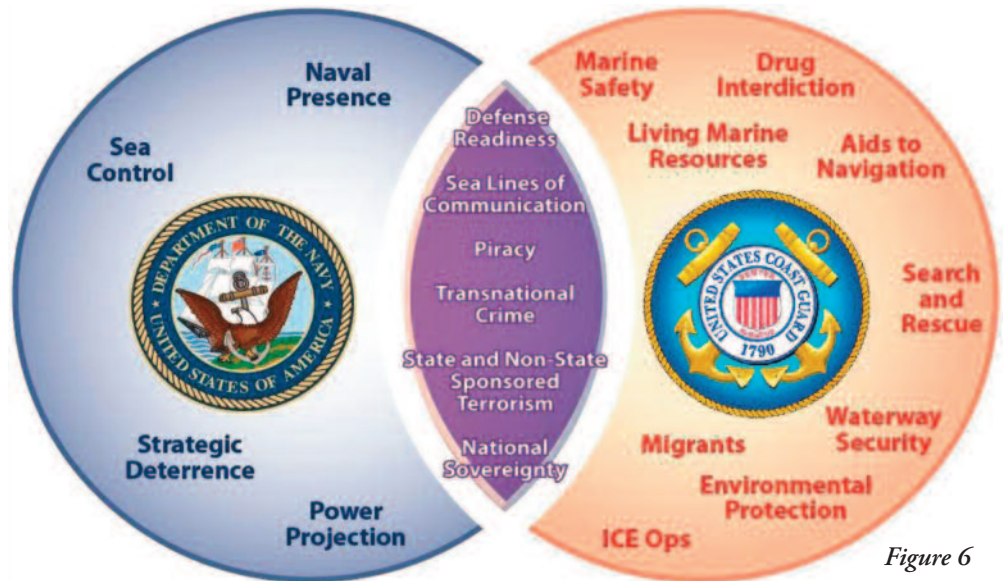 Naval
Presence
Sea
Control
DEPARTMENT OF THE NAVY
UNITED STATES OF AMERICA
Strategic
Deterrence
Power
Projection
Defense
Readiness
Sea Lines of
Communication
Piracy
Transnational
Crime
State and Non-State
Sponsored
Terrorism
National
Sovereignty
Marine
Safety
Drug
Interdiction
Living Marine
Resources
Aids to
Navigation
UNITED STATES COAST GUARD
1790
Search
and
Rescue
Waterway
Security
Migrants
Environmental
Protection
ICE Ops
Figure 6